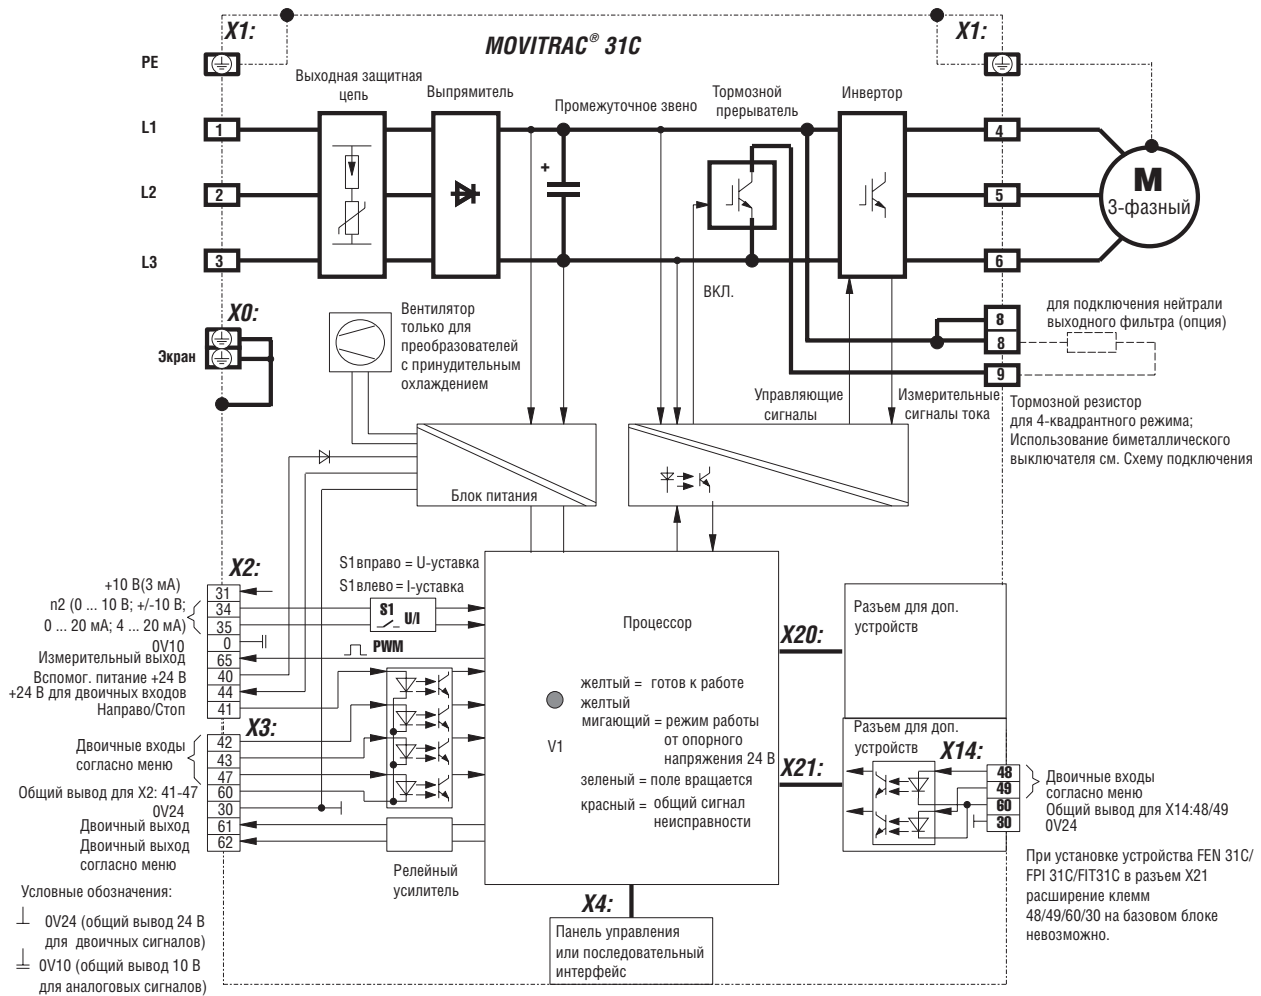 X1:
MOVITRAC® 31C
X1:
PE
Выходная защитная
цепь
Выпрямитель
Промежуточное звено
Тормозной
прерыватель
Инвертор
L1
1
4
+
L2
2
5
M
3-фазный
L3
3
6
ВКЛ.
X0:
Экран
Вентилятор
только для
преобразователей
с принудительным
охлаждением
8
8
9
для подключения нейтрали
выходного фильтра (опция)
Управляющие
сигналы
Измерительные
сигналы тока
Тормозной резистор
для 4-квадрантного режима;
Использование биметаллического
выключателя см. Схему подключения
Блок питания
X2:
S1вправо = U-уставка
S1влево = I-уставка
+10 В(3 мА)
31
n2 (0 ... 10 В; +/-10 В;
34
0 ... 20 мА; 4 ... 20 мА)
35
S1
U/I
0V10
0
Измерительный выход
65
PWM
Вспомог. питание +24 В
40
+24 В для двоичных входов
44
Направо/Стоп
41
X3:
42
Двоичные входы
согласно меню
43
47
Общий вывод для X2: 41-47
60
0V24
30
Двоичный выход
61
Двоичный выход
согласно меню
62
Релейный
усилитель
Процессор
V1
желтый = готов к работе
желтый
мигающий = режим работы
от опорного
напряжения 24 В
зеленый = поле вращается
красный = общий сигнал
неисправности
X20:
Разъем для доп.
устройств
X21:
Разъем для доп.
устройств
X14:
48
49
60
30
Двоичные входы
согласно меню
Общий вывод для X14:48/49
0V24
При установке устройства FEN 31C/
FPI 31C/FIT31C в разъем X21
расширение клемм
48/49/60/30 на базовом блоке
невозможно.
X4:
Панель управления
или последовательный
интерфейс
Условные обозначения:
0V24 (общий вывод 24 В
для двоичных сигналов)
0V10 (общий вывод 10 В
для аналоговых сигналов)